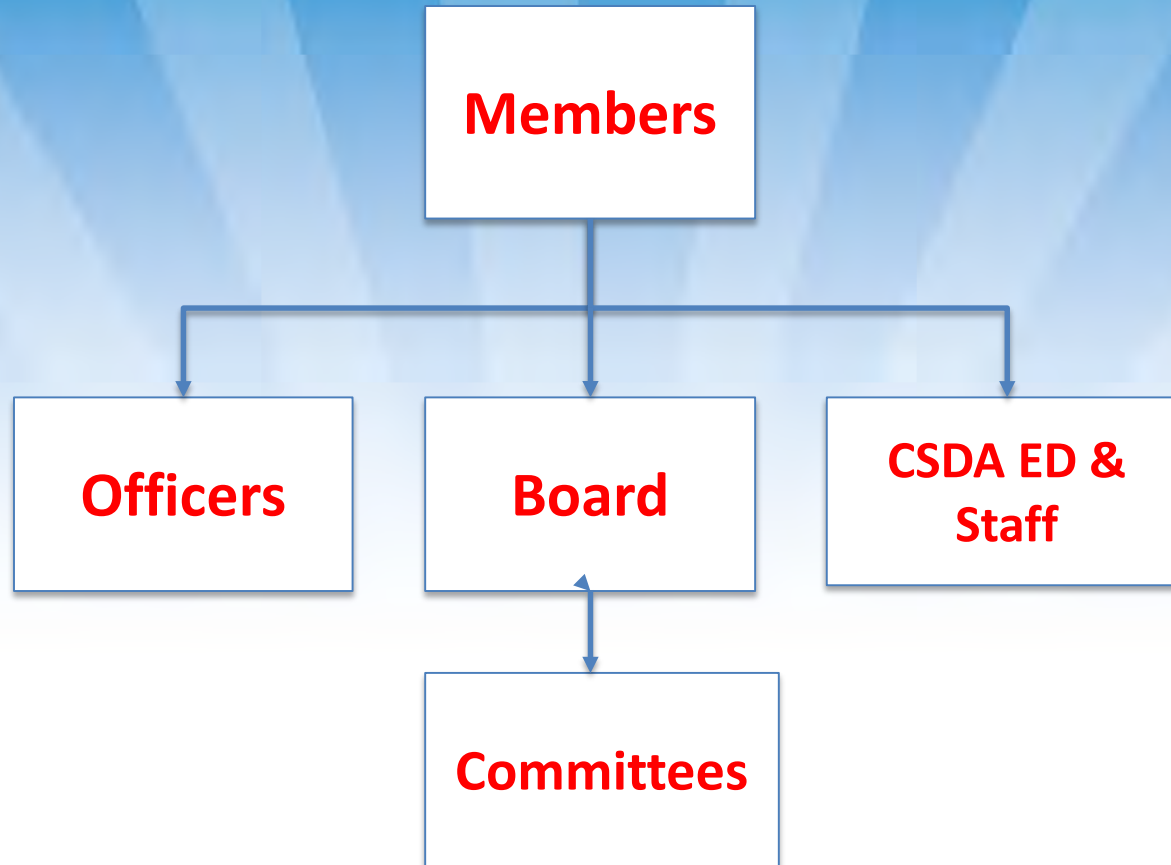 Members
Officers
Board
CSDA ED &
Staff
Committees